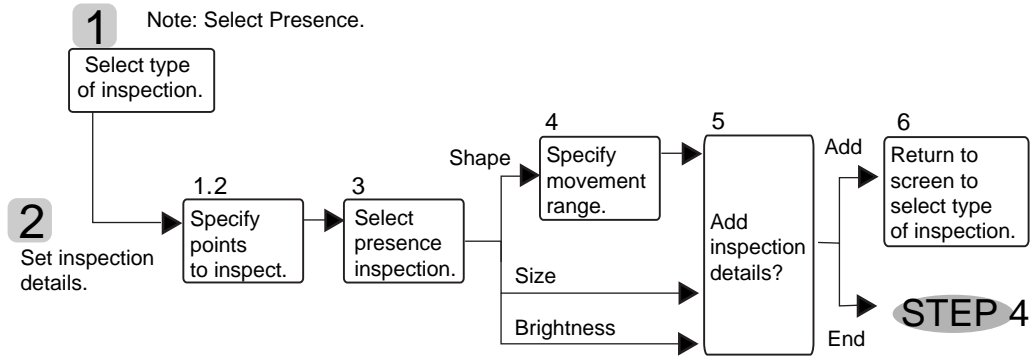 1
Note: Select Presence.
Select type
of inspection.
2
Set inspection
details.
1.2
Specify
points
to inspect.
3
Select
presence
inspection.
Shape
4
Specify
movement
range.
Size
Brightness
5
Add
inspection
details?
Add
6
Return to
screen to
select type
of inspection.
End
STEP 4